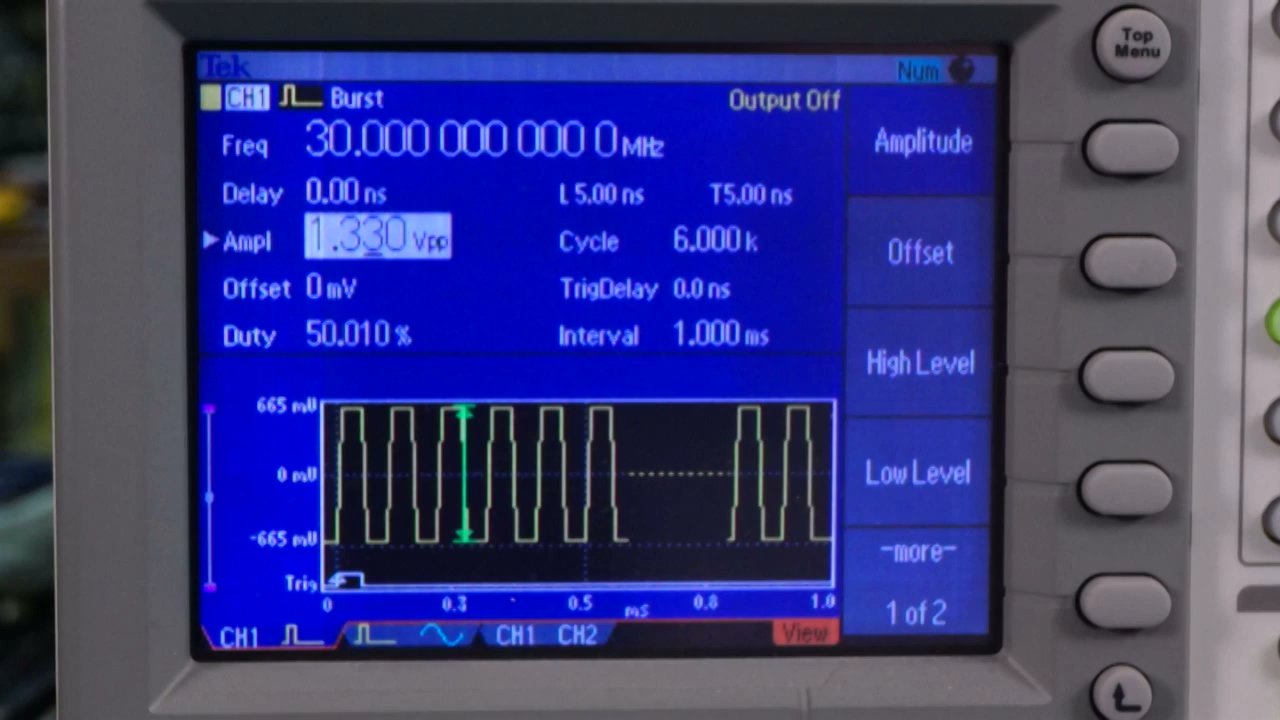 Tek
Num
CH1 Burst
Output Off
Freq 30.000 000 000 0 MHz
Delay 0.00 ns
L 5.00 ns T5.00 ns
Ampl 1.330 Vpp
Cycle 6.000 k
Offset 0 mV
TrigDelay 0.0 ns
Duty 50.010 %
Interval 1.000 ms
665 mV
0 mV
-665 mV
Trig
0 0.3 0.5 ms 0.8 1.0
CH1
CH1 CH2
View
Amplitude
Offset
High Level
Low Level
-more-
1 of 2
Top
Menu